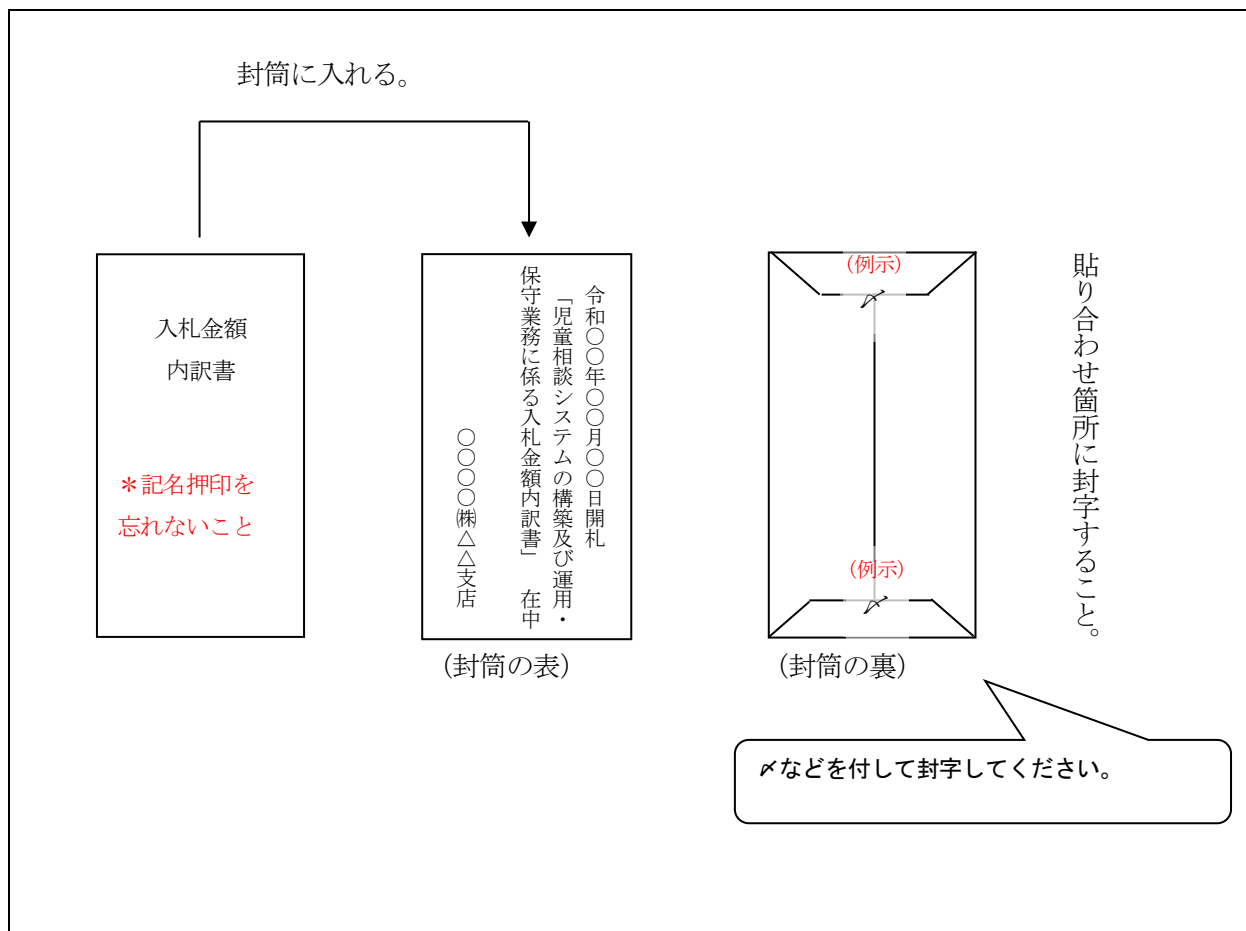 封筒に入れる。
入札金額
内訳書
＊記名押印を
忘れないこと
令和〇〇年〇〇月〇〇日開札
「児童相談システムの構築及び運用・
保守業務に係る入札金額内訳書」　在中
〇〇〇〇㈱△△支店
（封筒の表）
（例示）
〆
（例示）
〆
（封筒の裏）
貼り合わせ箇所に封字すること。
〆などを付して封字してください。